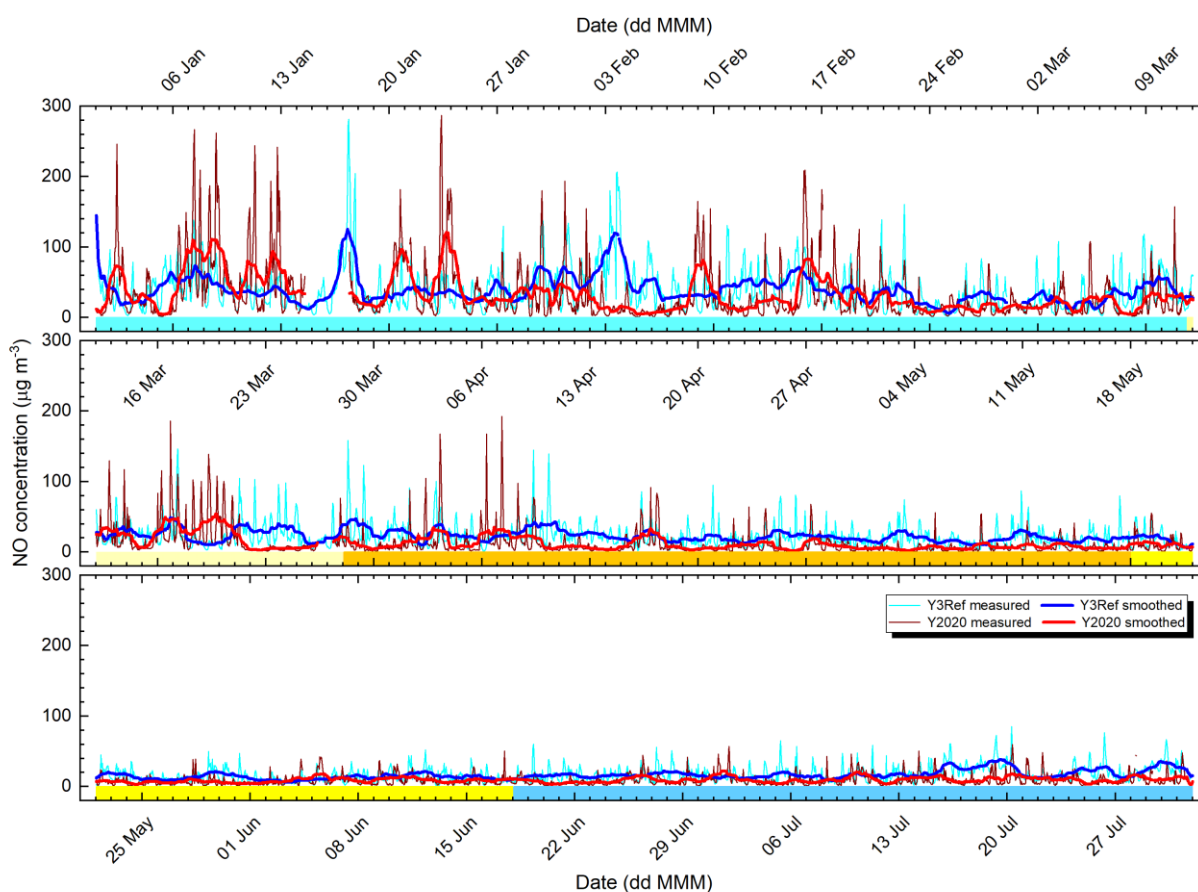 Date (dd MMM)
06 Jan 13 Jan 20 Jan 27 Jan 03 Feb 10 Feb 17 Feb 24 Feb 02 Mar 09 Mar
300
200
100
0
300
16 Mar 23 Mar 30 Mar 06 Apr 13 Apr 20 Apr 27 Apr 04 May 11 May 18 May
NO concentration (μg m-3)
200
100
0
300
Y3Ref measured Y3Ref smoothed
Y2020 measured Y2020 smoothed
200
100
0
25 May 01 Jun 08 Jun 15 Jun 22 Jun 29 Jun 06 Jul 13 Jul 20 Jul 27 Jul
Date (dd MMM)